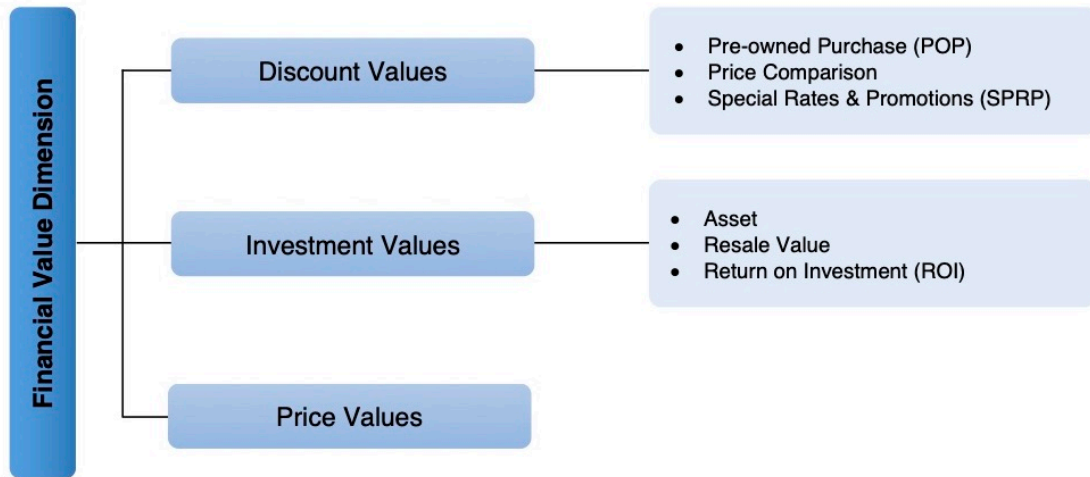 Financial Value Dimension
Discount Values
• Pre-owned Purchase (POP)
• Price Comparison
• Special Rates & Promotions (SPRP)
Investment Values
• Asset
• Resale Value
• Return on Investment (ROI)
Price Values